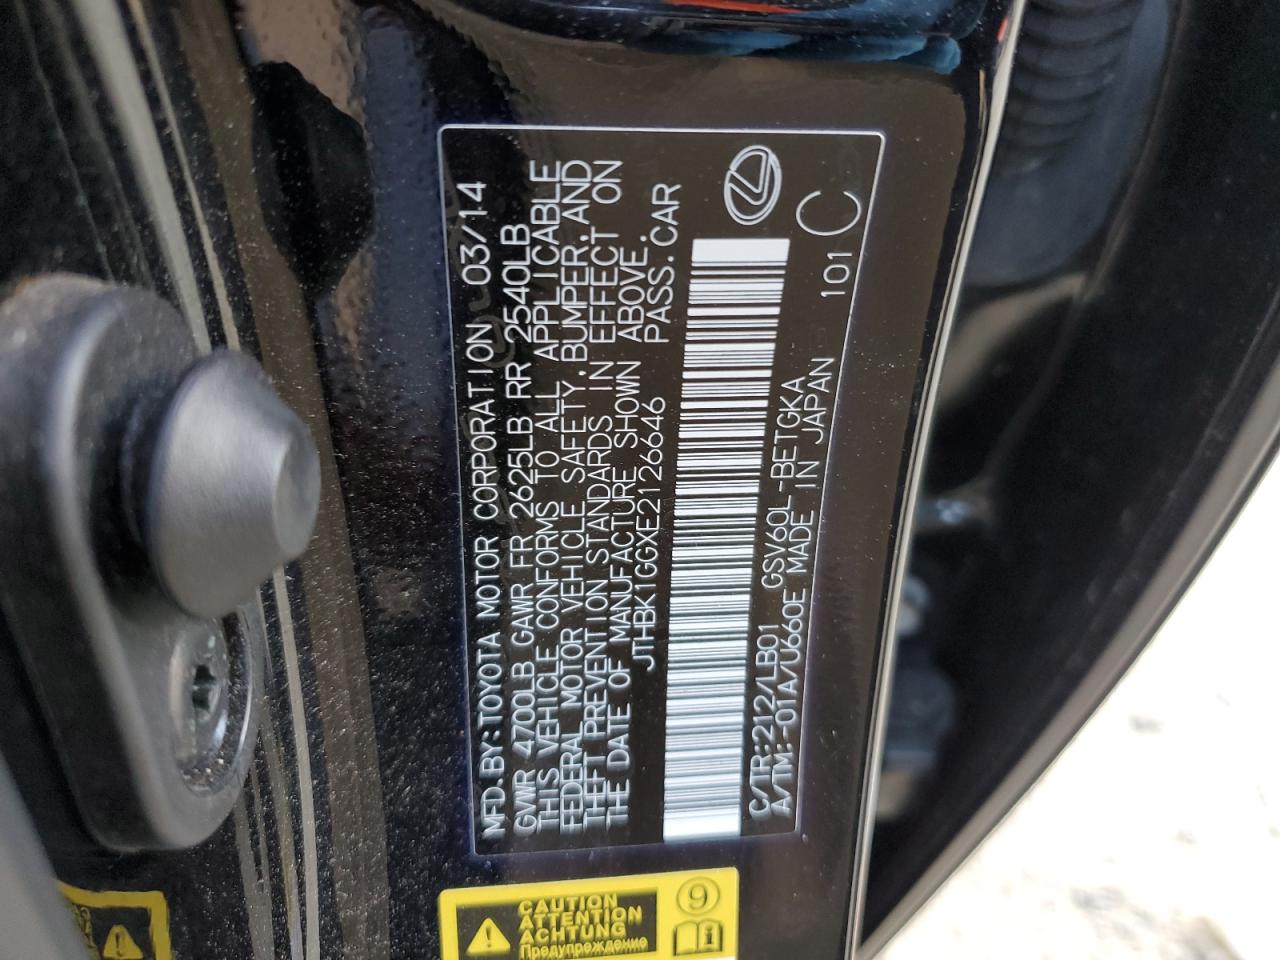 MFD.BY:TOYOTA MOTOR CORPORATION 03/14
GVWR 4700LB GAWR FR 2625LB RR 2540LB
THIS VEHICLE CONFORMS TO ALL APPLICABLE
FEDERAL MOTOR VEHICLE SAFETY,BUMPER,AND
THEFT PREVENTION STANDARDS IN EFFECT ON
THE DATE OF MANUFACTURE SHOWN ABOVE.
JTHBK1GGXE2126646 PASS.CAR
C/TR:212/LB01 GSV60L-BETGKA
A/TM:-01A/U660E MADE IN JAPAN 101 C
CAUTION
ATTENTION
ACHTUNG
Предупреждение
9
i